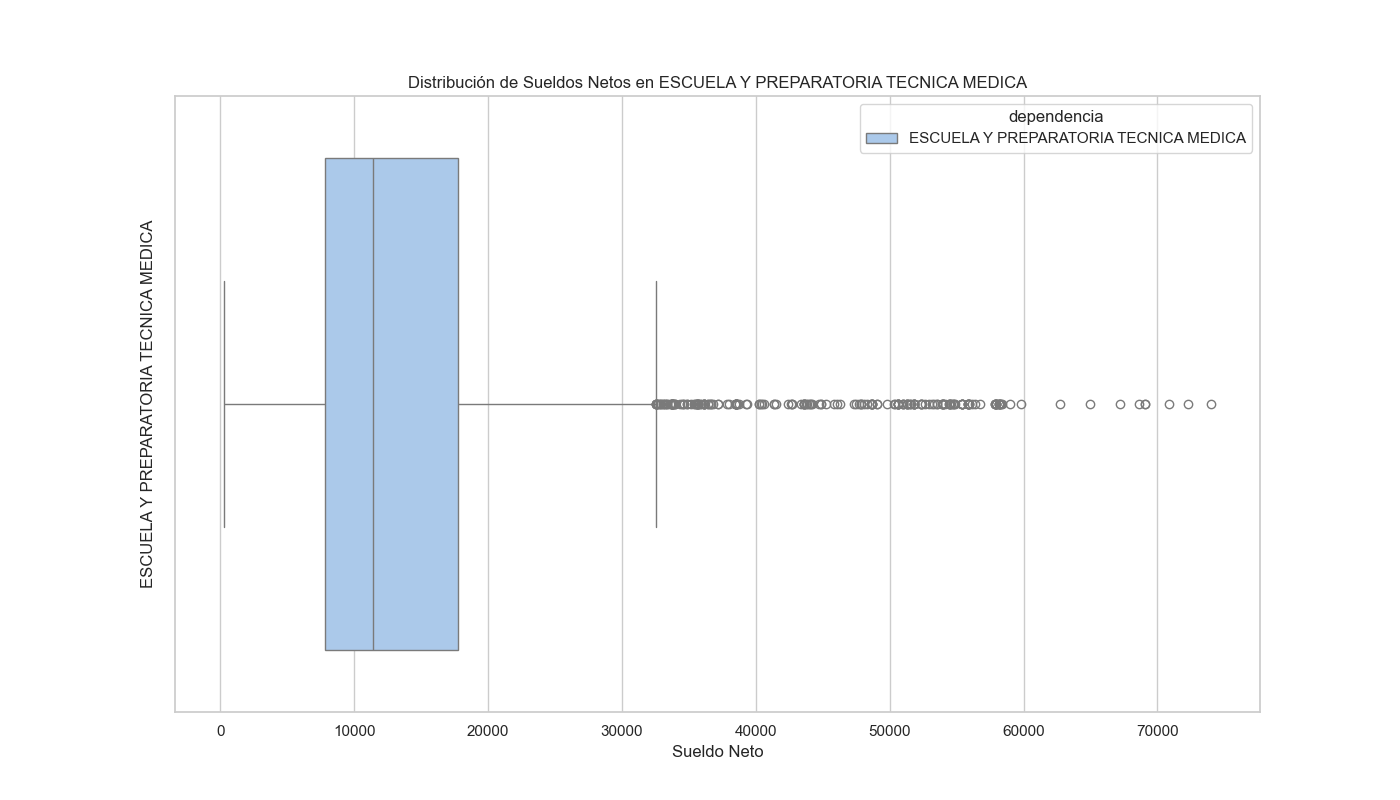 Distribución de Sueldos Netos en ESCUELA Y PREPARATORIA TECNICA MEDICA
dependencia
ESCUELA Y PREPARATORIA TECNICA MEDICA
ESCUELA Y PREPARATORIA TECNICA MEDICA
0 10000 20000 30000 40000 50000 60000 70000
Sueldo Neto